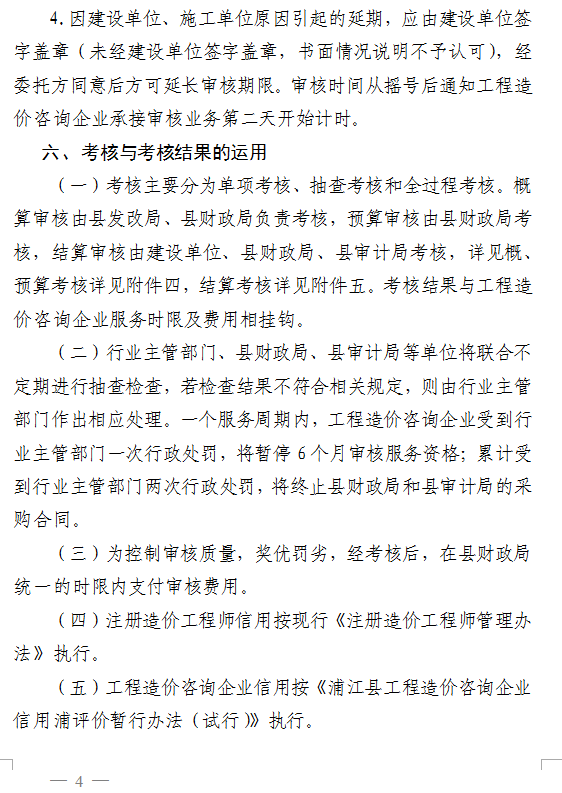 4.因建设单位、施工单位原因引起的延期，应由建设单位签
字盖章（未经建设单位签字盖章，书面情况说明不予认可），经
委托方同意后方可延长审核期限。审核时间从摇号后通知工程造
价咨询企业承接审核业务第二天开始计时。
六、考核与考核结果的运用
（一）考核主要分为单项考核、抽查考核和全过程考核。概
算审核由县发改局、县财政局负责考核，预算审核由县财政局考
核，结算审核由建设单位、县财政局、县审计局考核，详见概、
预算考核详见附件四，结算考核详见附件五。考核结果与工程造
价咨询企业服务时限及费用相挂钩。
（二）行业主管部门、县财政局、县审计局等单位将联合不
定期进行抽查检查，若检查结果不符合相关规定，则由行业主管
部门作出相应处理。一个服务周期内，工程造价咨询企业受到行
业主管部门一次行政处罚，将暂停 6 个月审核服务资格；累计受
到行业主管部门两次行政处罚，将终止县财政局和县审计局的采
购合同。
（三）为控制审核质量，奖优罚劣，经考核后，在县财政局
统一的时限内支付审核费用。
（四）注册造价工程师信用按现行《注册造价工程师管理办
法》执行。
（五）工程造价咨询企业信用按《浦江县工程造价咨询企业
信用浦评价暂行办法（试行）》执行。
— 4 —